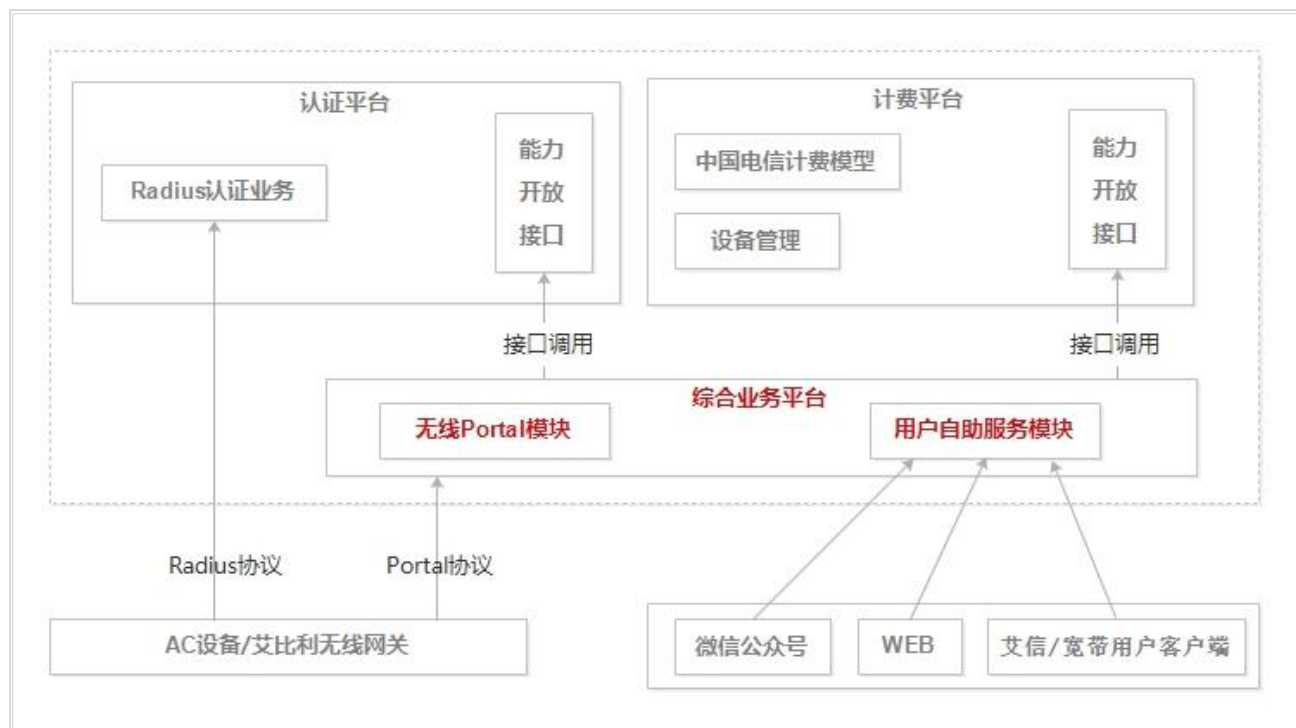 认证平台
Radius认证业务
能力
开放
接口
计费平台
中国电信计费模型
设备管理
能力
开放
接口
接口调用
接口调用
综合业务平台
无线Portal模块
用户自助服务模块
Radius协议
Portal协议
AC设备/艾比利无线网关
微信公众号
WEB
艾信/宽带用户客户端